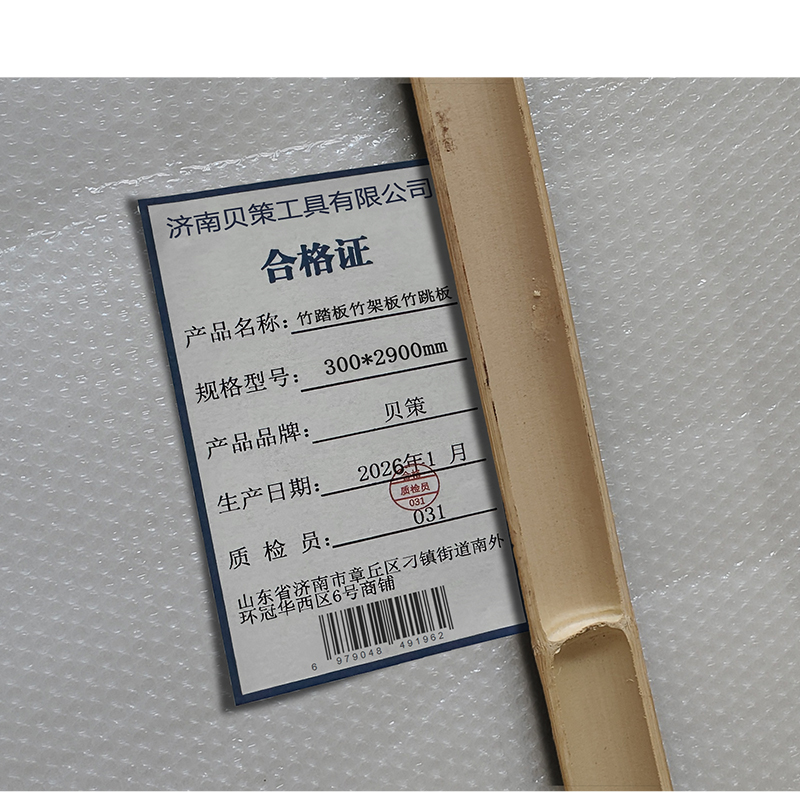 济南贝策工具有限公司
合格证
产品名称：竹踏板竹架板竹跳板
规格型号：300*2900mm
产品品牌：贝策
生产日期：2026年1 月
合格
质检员
031
质 检 员：031
山东省济南市章丘区刁镇街道南外
环冠华西区6号商铺
6 979048 491962